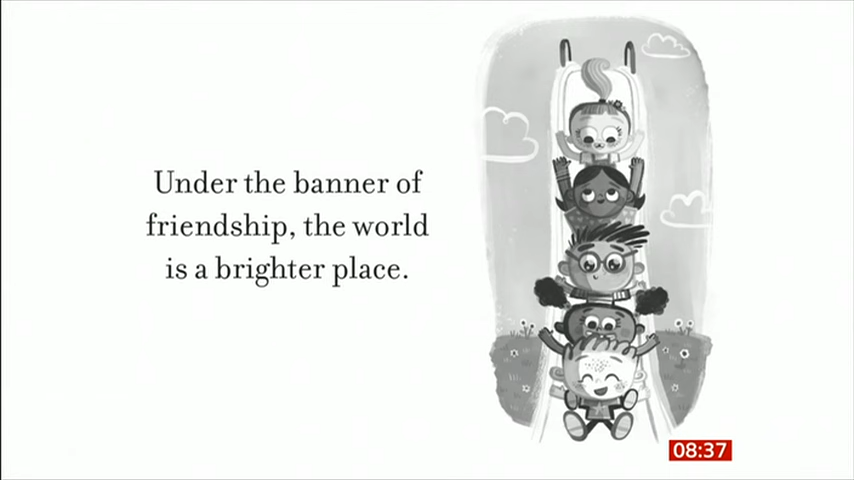 Under the banner of
friendship, the world
is a brighter place.
08:37